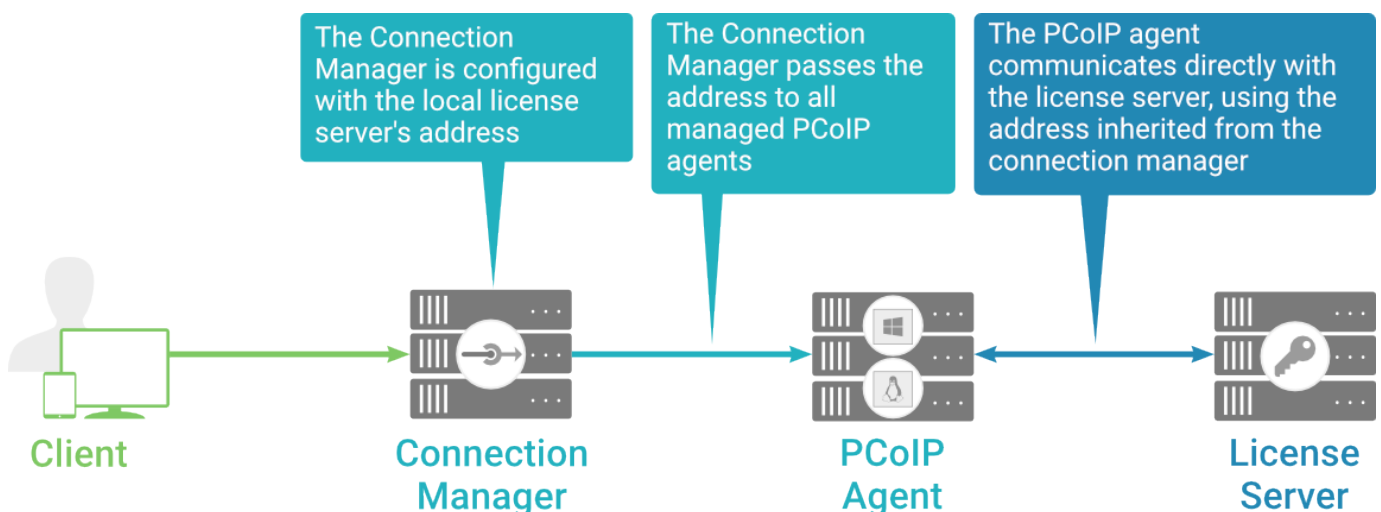 The Connection
Manager is configured
with the local license
server's address
The Connection
Manager passes the
address to all
managed PCoIP
agents
The PCoIP agent
communicates directly with
the license server, using the
address inherited from the
connection manager
Client
Connection
Manager
PCoIP
Agent
License
Server